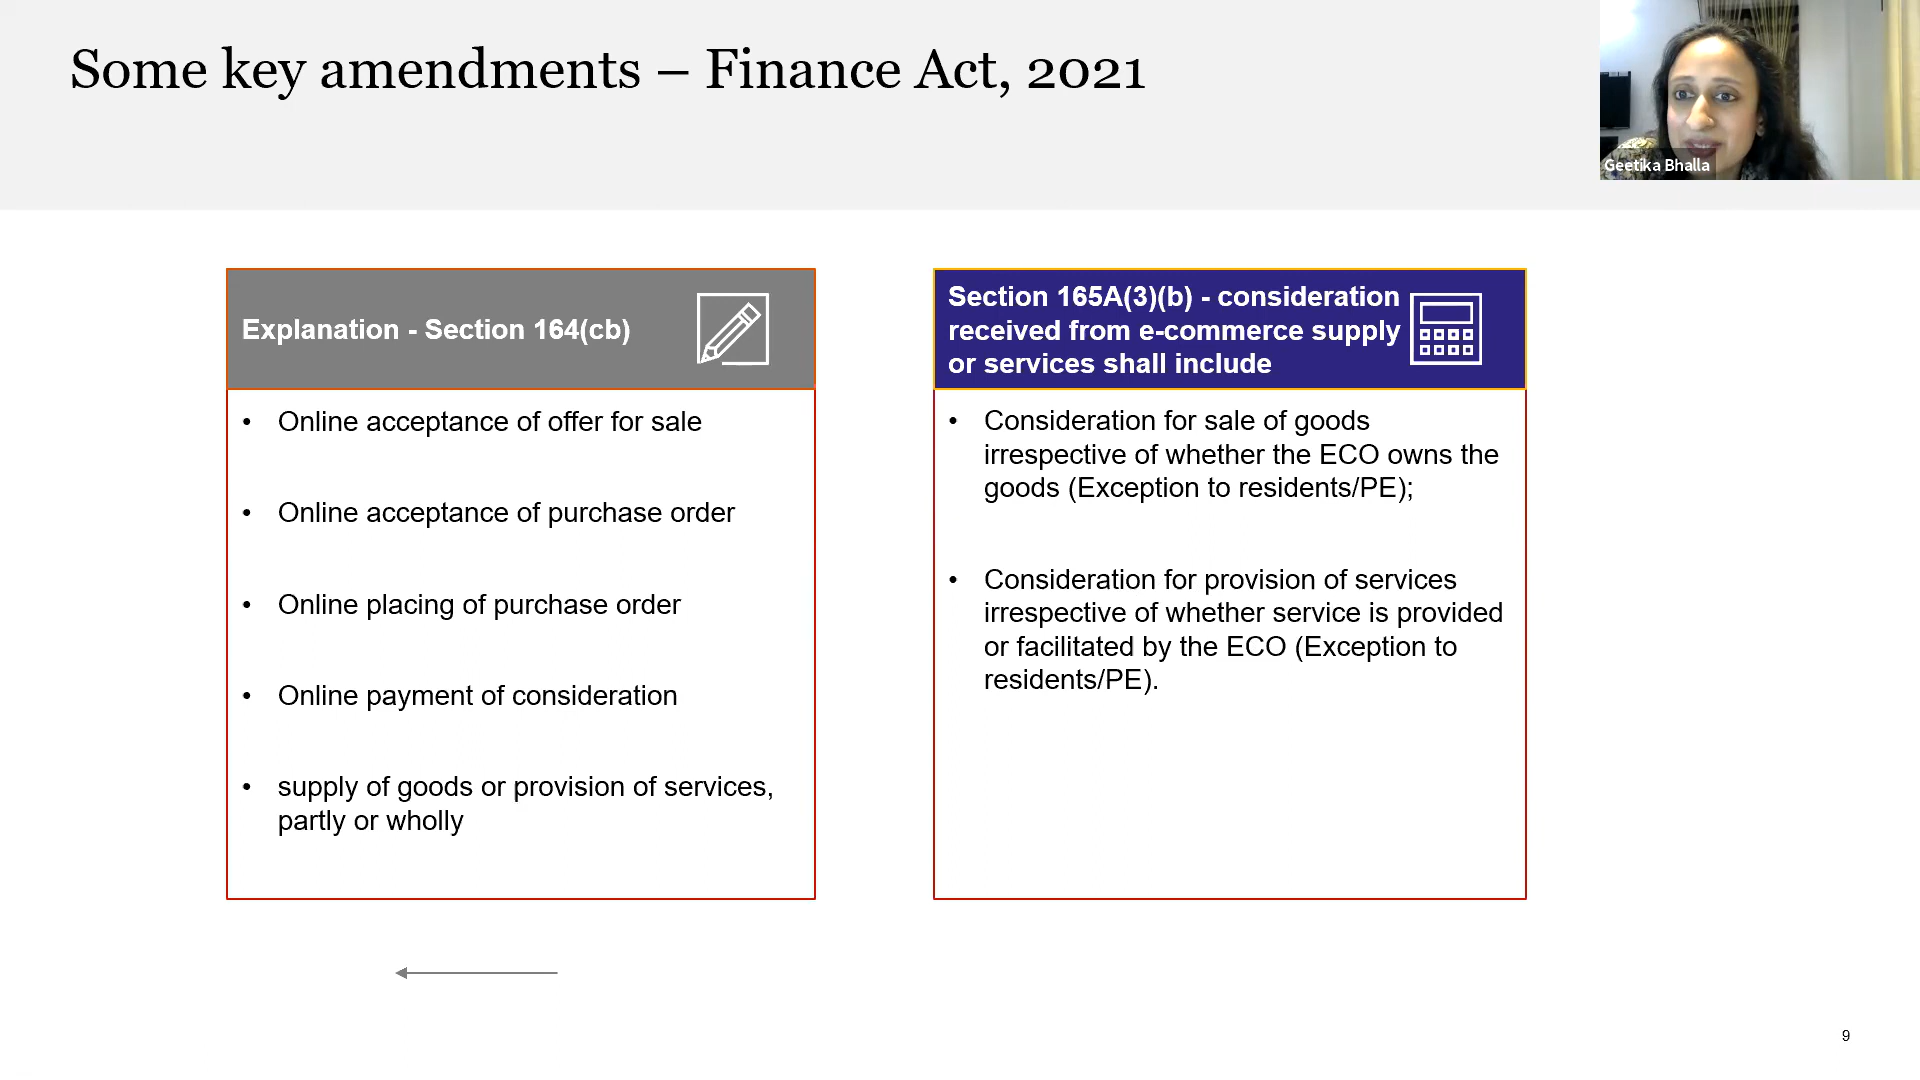 Some key amendments – Finance Act, 2021
Geetika Bhalla
Explanation - Section 164(cb)
• Online acceptance of offer for sale
• Online acceptance of purchase order
• Online placing of purchase order
• Online payment of consideration
• supply of goods or provision of services,
partly or wholly
Section 165A(3)(b) - consideration
received from e-commerce supply
or services shall include
• Consideration for sale of goods
irrespective of whether the ECO owns the
goods (Exception to residents/PE);
• Consideration for provision of services
irrespective of whether service is provided
or facilitated by the ECO (Exception to
residents/PE).
9